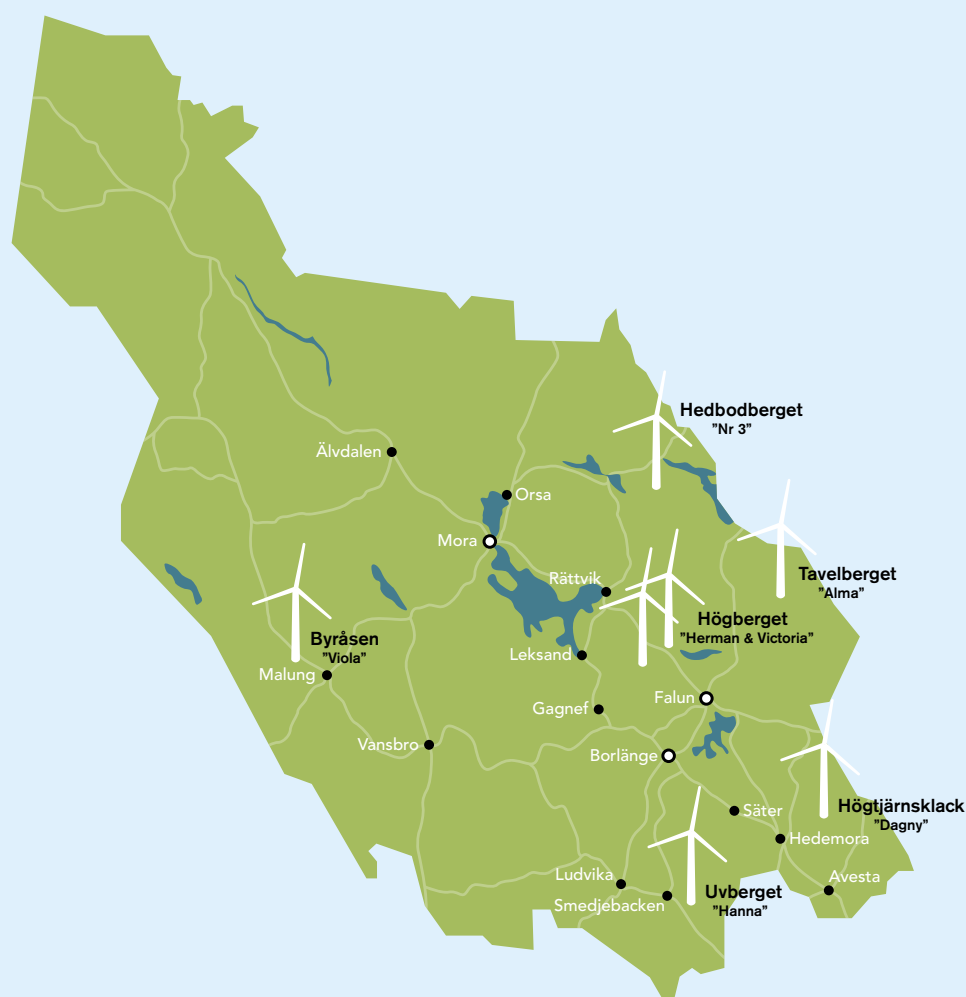 Hedbodberget
"Nr 3"
Älvdalen
Orsa
Mora
Tavelberget
"Alma"
Rättvik
Högberget
"Herman & Victoria"
Byråsen
"Viola"
Leksand
Malung
Falun
Gagnef
Vansbro
Borlänge
Högtjärnsklack
"Dagny"
Säter
Hedemora
Ludvika
Avesta
Uvberget
"Hanna"
Smedjebacken